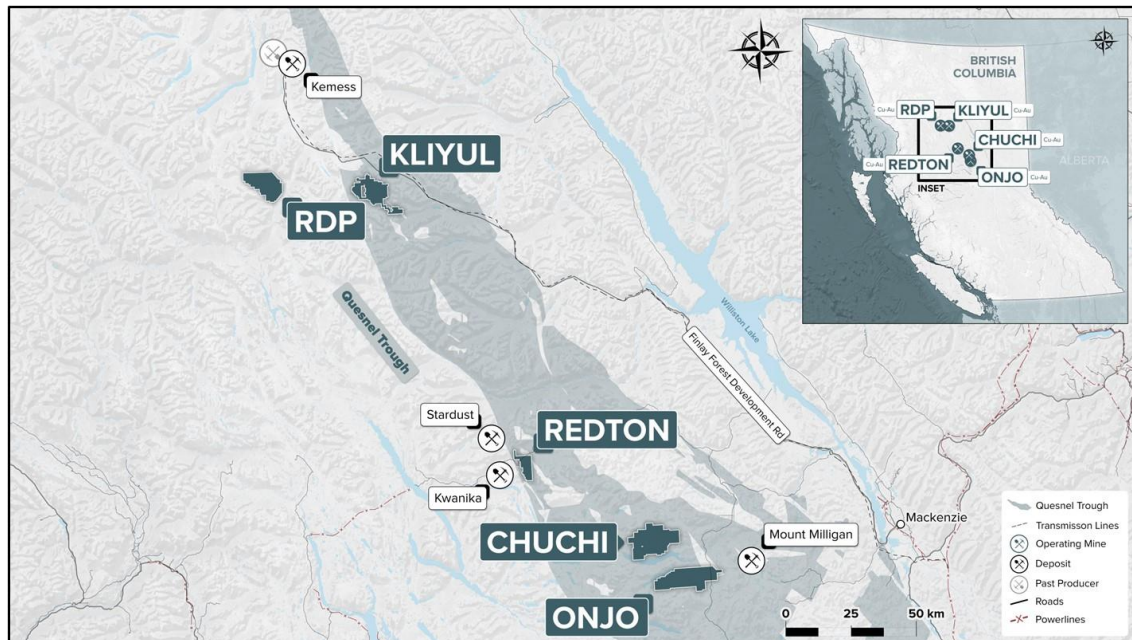 Kemess
KLIYUL
RDP
Quesnel Trough
Williston Lake
Finlay Forest Development Rd
Stardust
REDTON
Kwanika
CHUCHI
Mount Milligan
ONJO
Mackenzie
0 25 50 km
BRITISH
COLUMBIA
ALBERTA
Cu-Au RDP
KLIYUL Cu-Au
CHUCHI Cu-Au
Cu-Au REDTON
ONJO Cu-Au
INSET
Quesnel Trough
Transmisson Lines
Operating Mine
Deposit
Past Producer
Roads
Powerlines